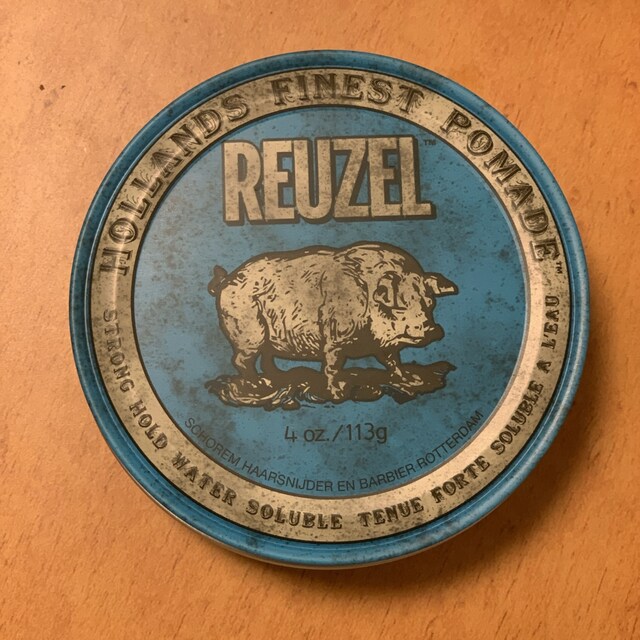 HOLLANDS FINEST POMADE™
REUZEL™
4 oz./113g
SCHOREM HAARSNIJDER EN BARBIER ROTTERDAM
STRONG HOLD WATER SOLUBLE TENUE FORTE SOLUBLE A L'EAU